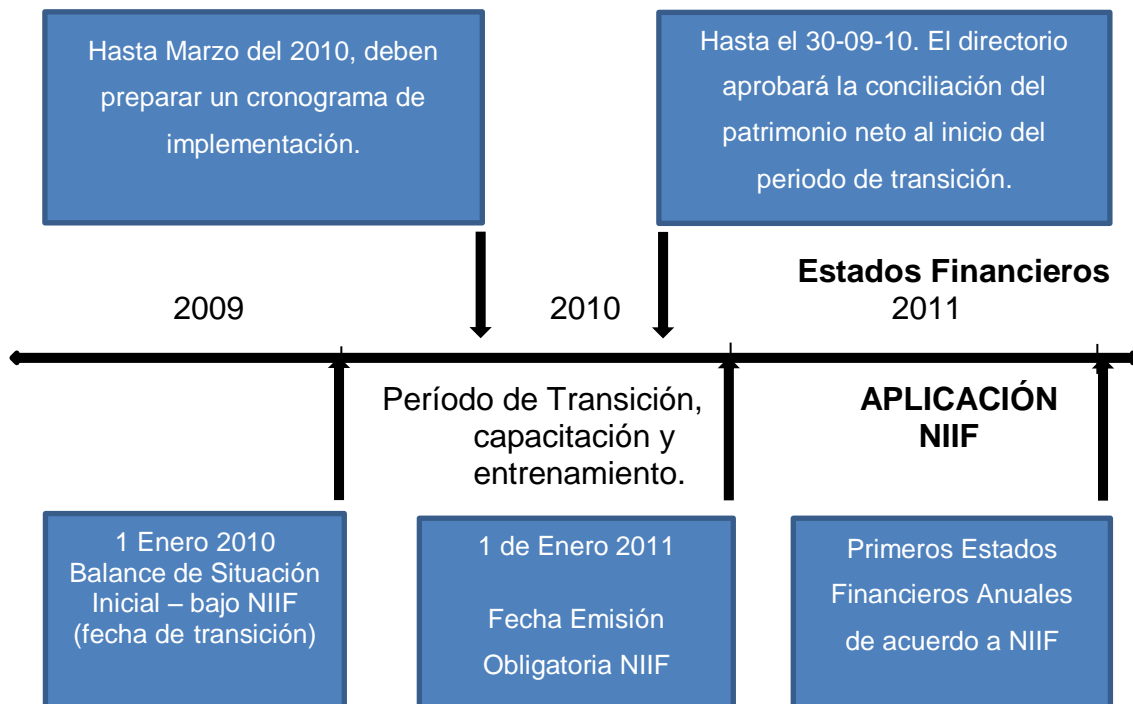 Hasta Marzo del 2010, deben
preparar un cronograma de
implementación.
Hasta el 30-09-10. El directorio
aprobará la conciliación del
patrimonio neto al inicio del
periodo de transición.
Estados Financieros
2009
2010
2011
Período de Transición,
capacitación y
entrenamiento.
APLICACIÓN
NIIF
1 Enero 2010
Balance de Situación
Inicial – bajo NIIF
(fecha de transición)
1 de Enero 2011
Fecha Emisión
Obligatoria NIIF
Primeros Estados
Financieros Anuales
de acuerdo a NIIF